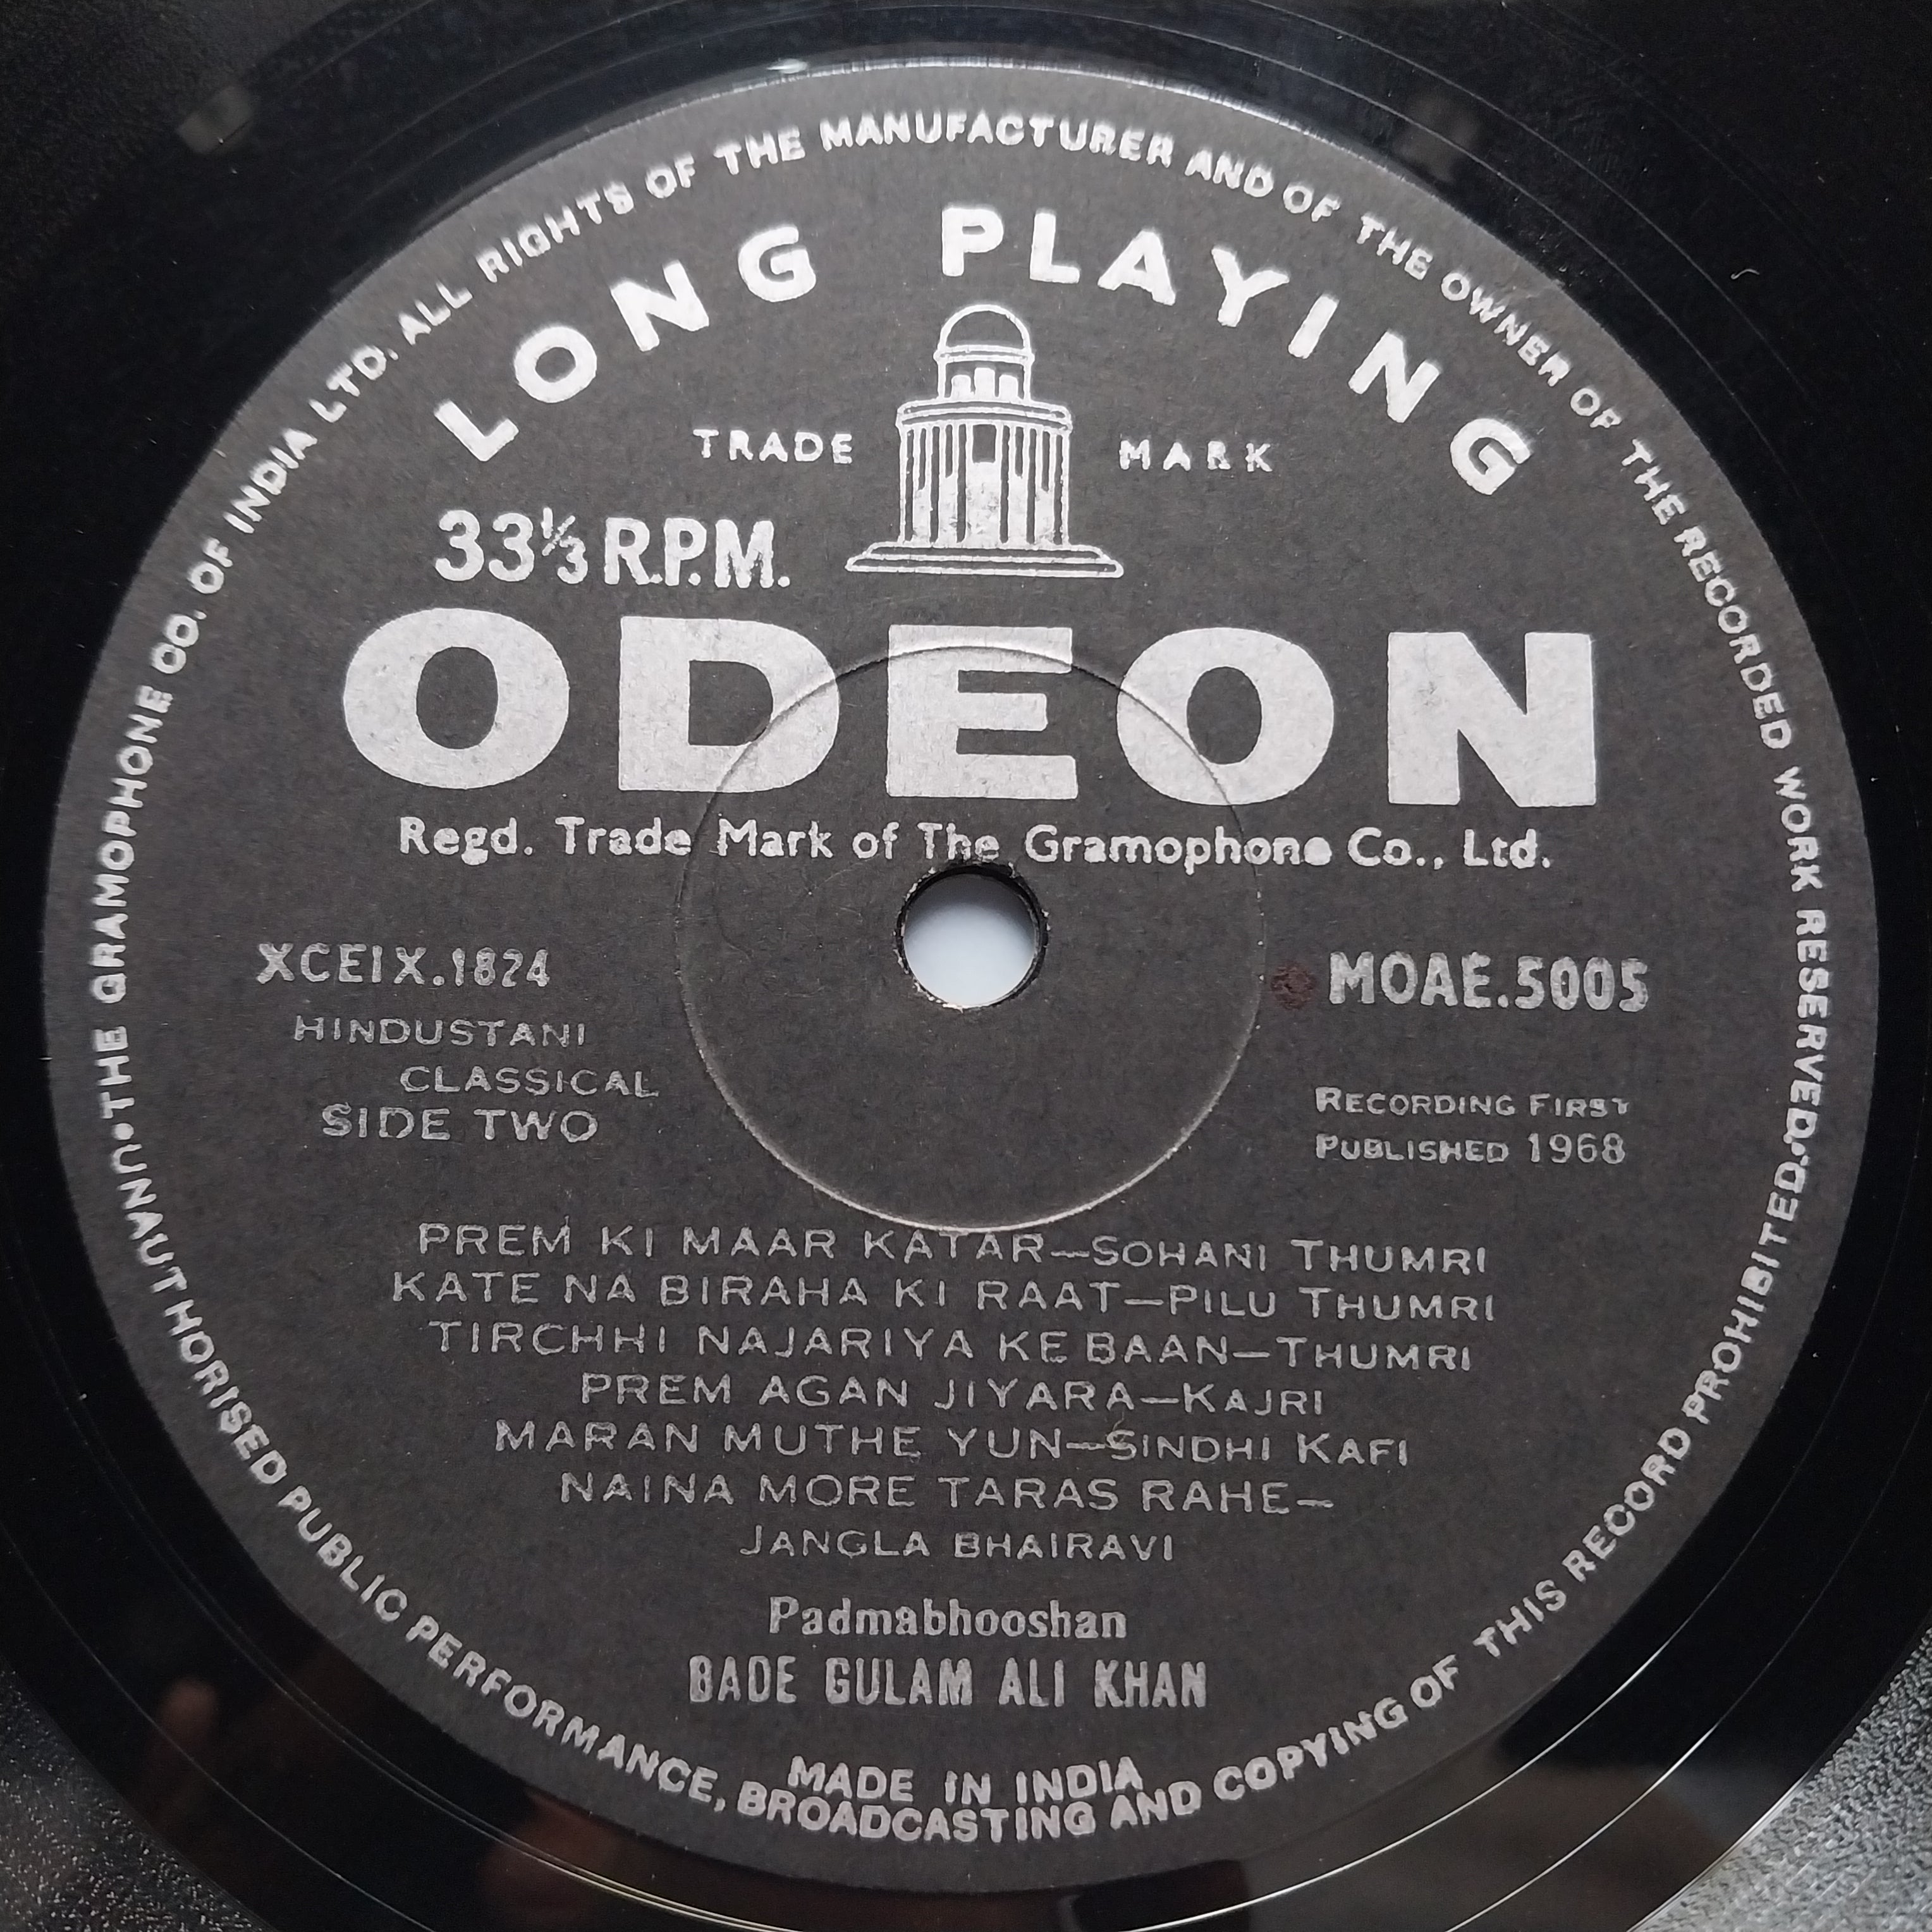 THE GRAMOPHONE CO. OF INDIA LTD. ALL RIGHTS OF THE MANUFACTURER AND OF THE OWNER OF THE RECORDED WORK RESERVED.
LONG PLAYING
TRADE MARK
33⅓ R.P.M.
ODEON
Regd. Trade Mark of The Gramophone Co., Ltd.
XCEIX.1824
MOAE.5005
HINDUSTANI
CLASSICAL
SIDE TWO
RECORDING FIRST
PUBLISHED 1968
PREM KI MAAR KATAR—SOHANI THUMRI
KATE NA BIRAHA KI RAAT—PILU THUMRI
TIRCHHI NAJARIYA KE BAAN—THUMRI
PREM AGAN JIYARA—KAJRI
MARAN MUTHE YUN—SINDHI KAFI
NAINA MORE TARAS RAHE—
JANGLA BHAIRAVI
Padmabhooshan
BADE GULAM ALI KHAN
MADE IN INDIA
UNNAUTHORISED PUBLIC PERFORMANCE, BROADCASTING AND COPYING OF THIS RECORD PROHIBITED.